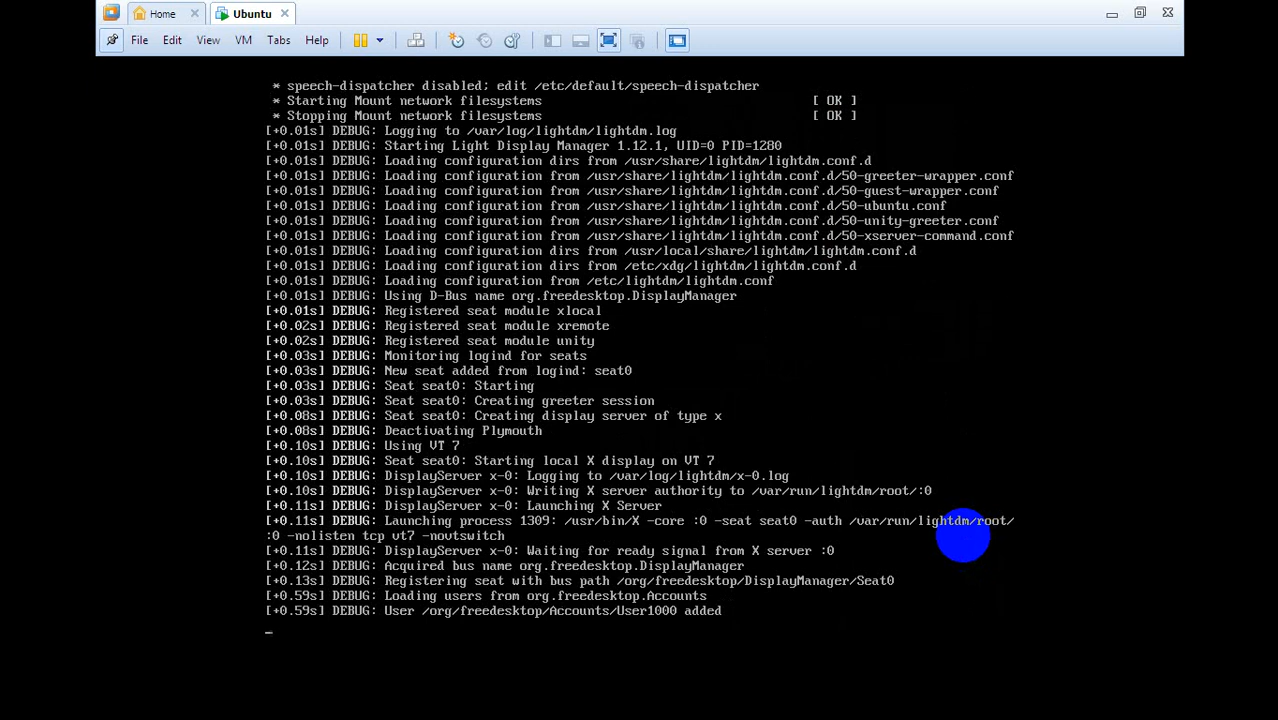 Home
Ubuntu
File Edit View VM Tabs Help
* speech-dispatcher disabled; edit /etc/default/speech-dispatcher
* Starting Mount network filesystems [ OK ]
* Stopping Mount network filesystems [ OK ]
[+0.01s] DEBUG: Logging to /var/log/lightdm/lightdm.log
[+0.01s] DEBUG: Starting Light Display Manager 1.12.1, UID=0 PID=1280
[+0.01s] DEBUG: Loading configuration dirs from /usr/share/lightdm/lightdm.conf.d
[+0.01s] DEBUG: Loading configuration from /usr/share/lightdm/lightdm.conf.d/50-greeter-wrapper.conf
[+0.01s] DEBUG: Loading configuration from /usr/share/lightdm/lightdm.conf.d/50-guest-wrapper.conf
[+0.01s] DEBUG: Loading configuration from /usr/share/lightdm/lightdm.conf.d/50-ubuntu.conf
[+0.01s] DEBUG: Loading configuration from /usr/share/lightdm/lightdm.conf.d/50-unity-greeter.conf
[+0.01s] DEBUG: Loading configuration from /usr/share/lightdm/lightdm.conf.d/50-xserver-command.conf
[+0.01s] DEBUG: Loading configuration dirs from /usr/local/share/lightdm/lightdm.conf.d
[+0.01s] DEBUG: Loading configuration dirs from /etc/xdg/lightdm/lightdm.conf.d
[+0.01s] DEBUG: Loading configuration from /etc/lightdm/lightdm.conf
[+0.01s] DEBUG: Using D-Bus name org.freedesktop.DisplayManager
[+0.01s] DEBUG: Registered seat module xlocal
[+0.02s] DEBUG: Registered seat module xremote
[+0.02s] DEBUG: Registered seat module unity
[+0.03s] DEBUG: Monitoring logind for seats
[+0.03s] DEBUG: New seat added from logind: seat0
[+0.03s] DEBUG: Seat seat0: Starting
[+0.03s] DEBUG: Seat seat0: Creating greeter session
[+0.08s] DEBUG: Seat seat0: Creating display server of type x
[+0.08s] DEBUG: Deactivating Plymouth
[+0.10s] DEBUG: Using VT 7
[+0.10s] DEBUG: Seat seat0: Starting local X display on VT 7
[+0.10s] DEBUG: DisplayServer x-0: Logging to /var/log/lightdm/x-0.log
[+0.10s] DEBUG: DisplayServer x-0: Writing X server authority to /var/run/lightdm/root/:0
[+0.11s] DEBUG: DisplayServer x-0: Launching X Server
[+0.11s] DEBUG: Launching process 1309: /usr/bin/X -core :0 -seat seat0 -auth /var/run/lightdm/root/
:0 -nolisten tcp vt7 -novtswitch
[+0.11s] DEBUG: DisplayServer x-0: Waiting for ready signal from X server :0
[+0.12s] DEBUG: Acquired bus name org.freedesktop.DisplayManager
[+0.13s] DEBUG: Registering seat with bus path /org/freedesktop/DisplayManager/Seat0
[+0.59s] DEBUG: Loading users from org.freedesktop.Accounts
[+0.59s] DEBUG: User /org/freedesktop/Accounts/User1000 added